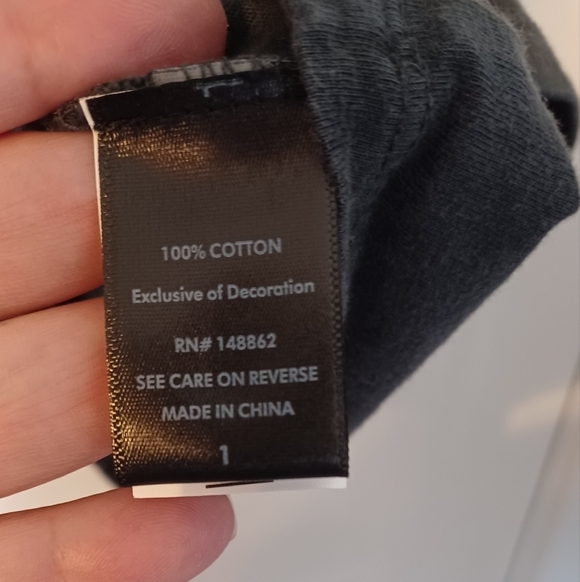 100% COTTON
Exclusive of Decoration
RN# 148862
SEE CARE ON REVERSE
MADE IN CHINA
1